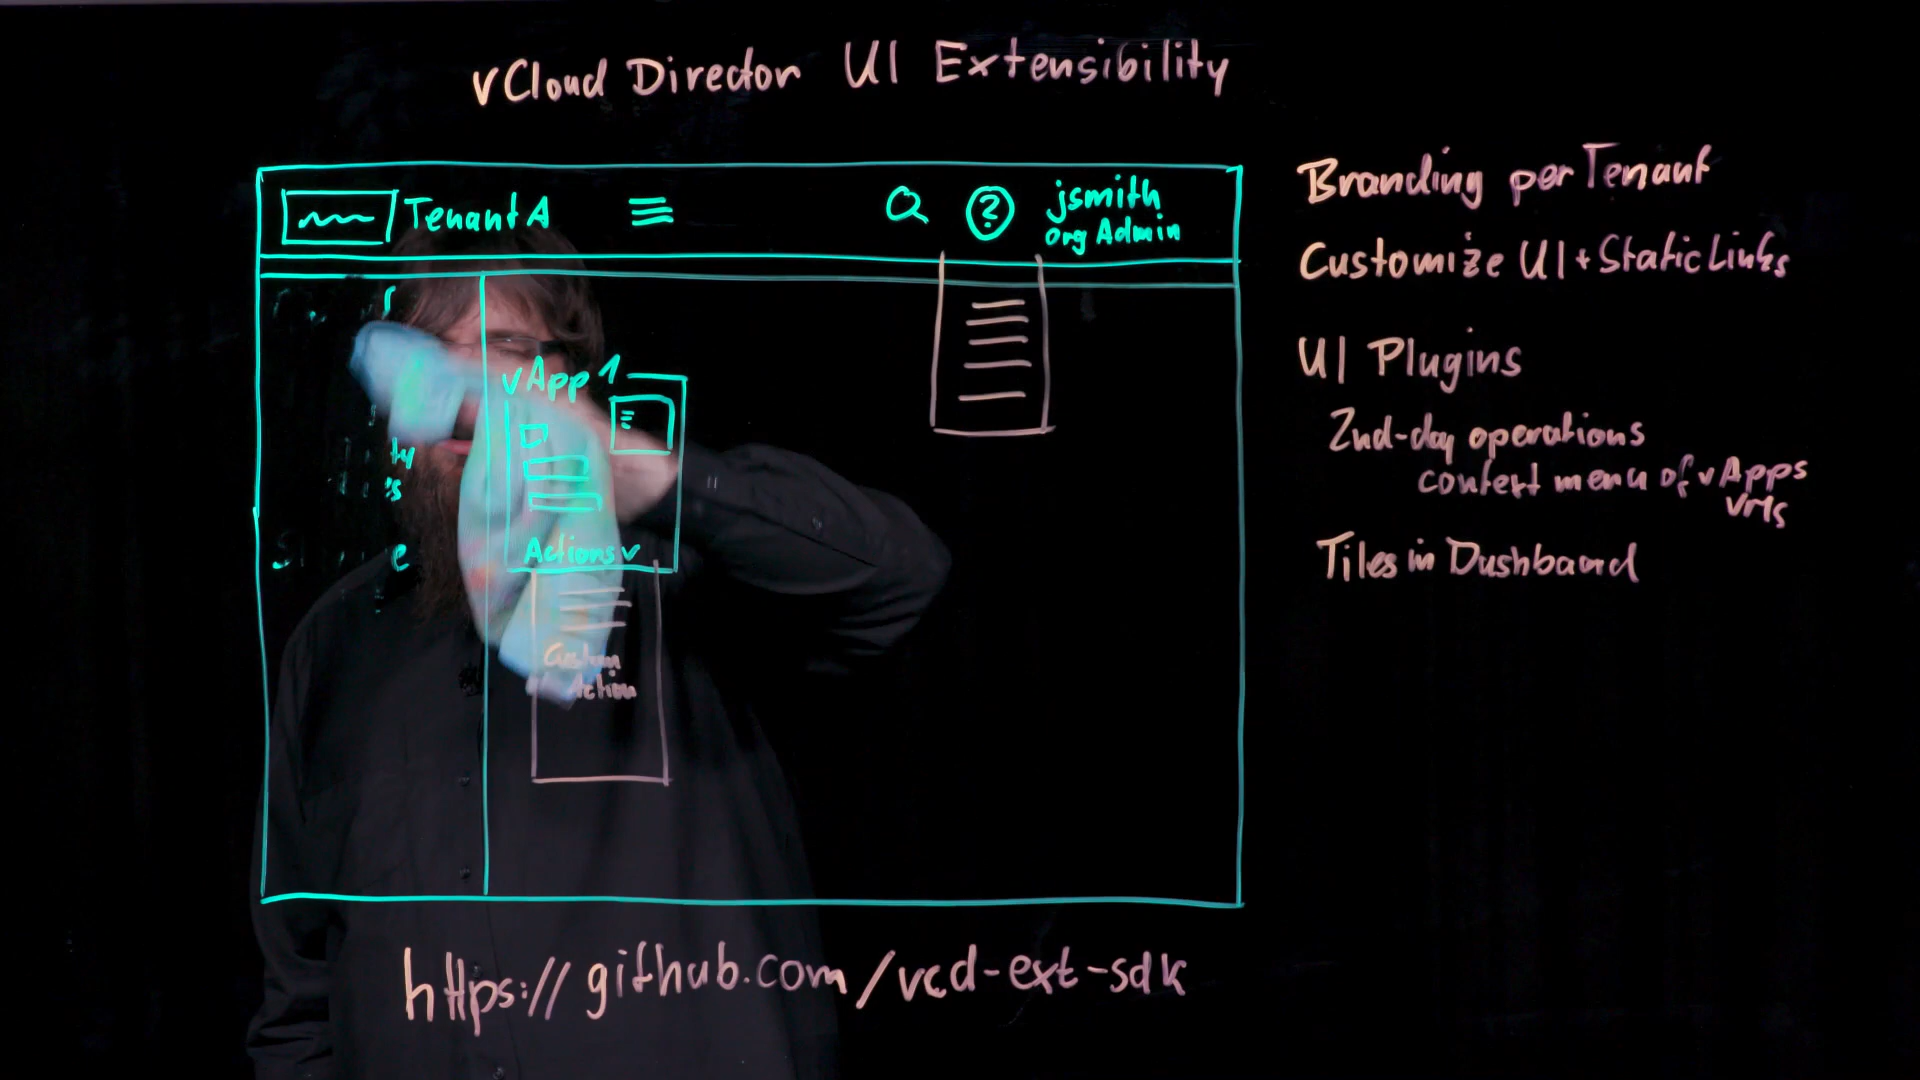 vCloud Director UI Extensibility
Tenant A
?
jsmith
org Admin
vApp 1
Actions v
Custom
Action
Branding per Tenant
Customize UI + Static Links
UI Plugins
2nd-day operations
context menu of vApps
VMs
Tiles in Dashboard
https://github.com/vcd-ext-sdk